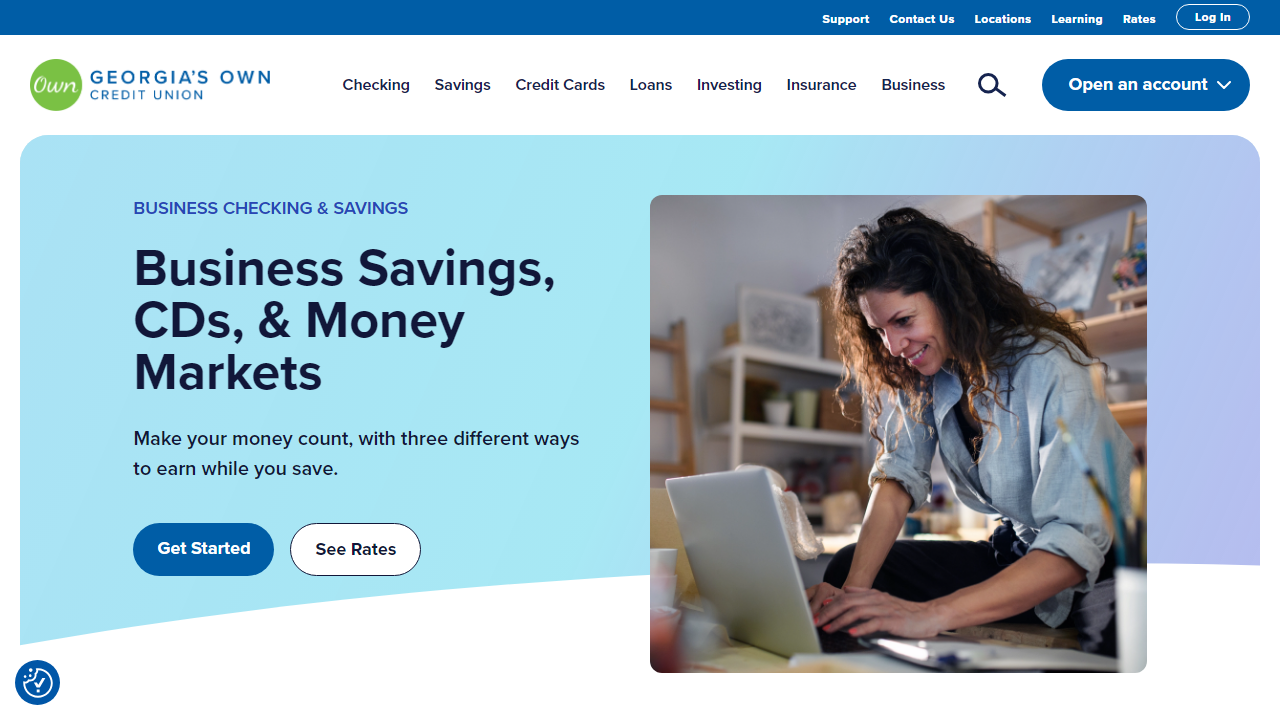 Support Contact Us Locations Learning Rates Log In
Own GEORGIA'S OWN
CREDIT UNION
Checking Savings Credit Cards Loans Investing Insurance Business Open an account
BUSINESS CHECKING & SAVINGS
Business Savings,
CDs, & Money
Markets
Make your money count, with three different ways
to earn while you save.
Get Started See Rates